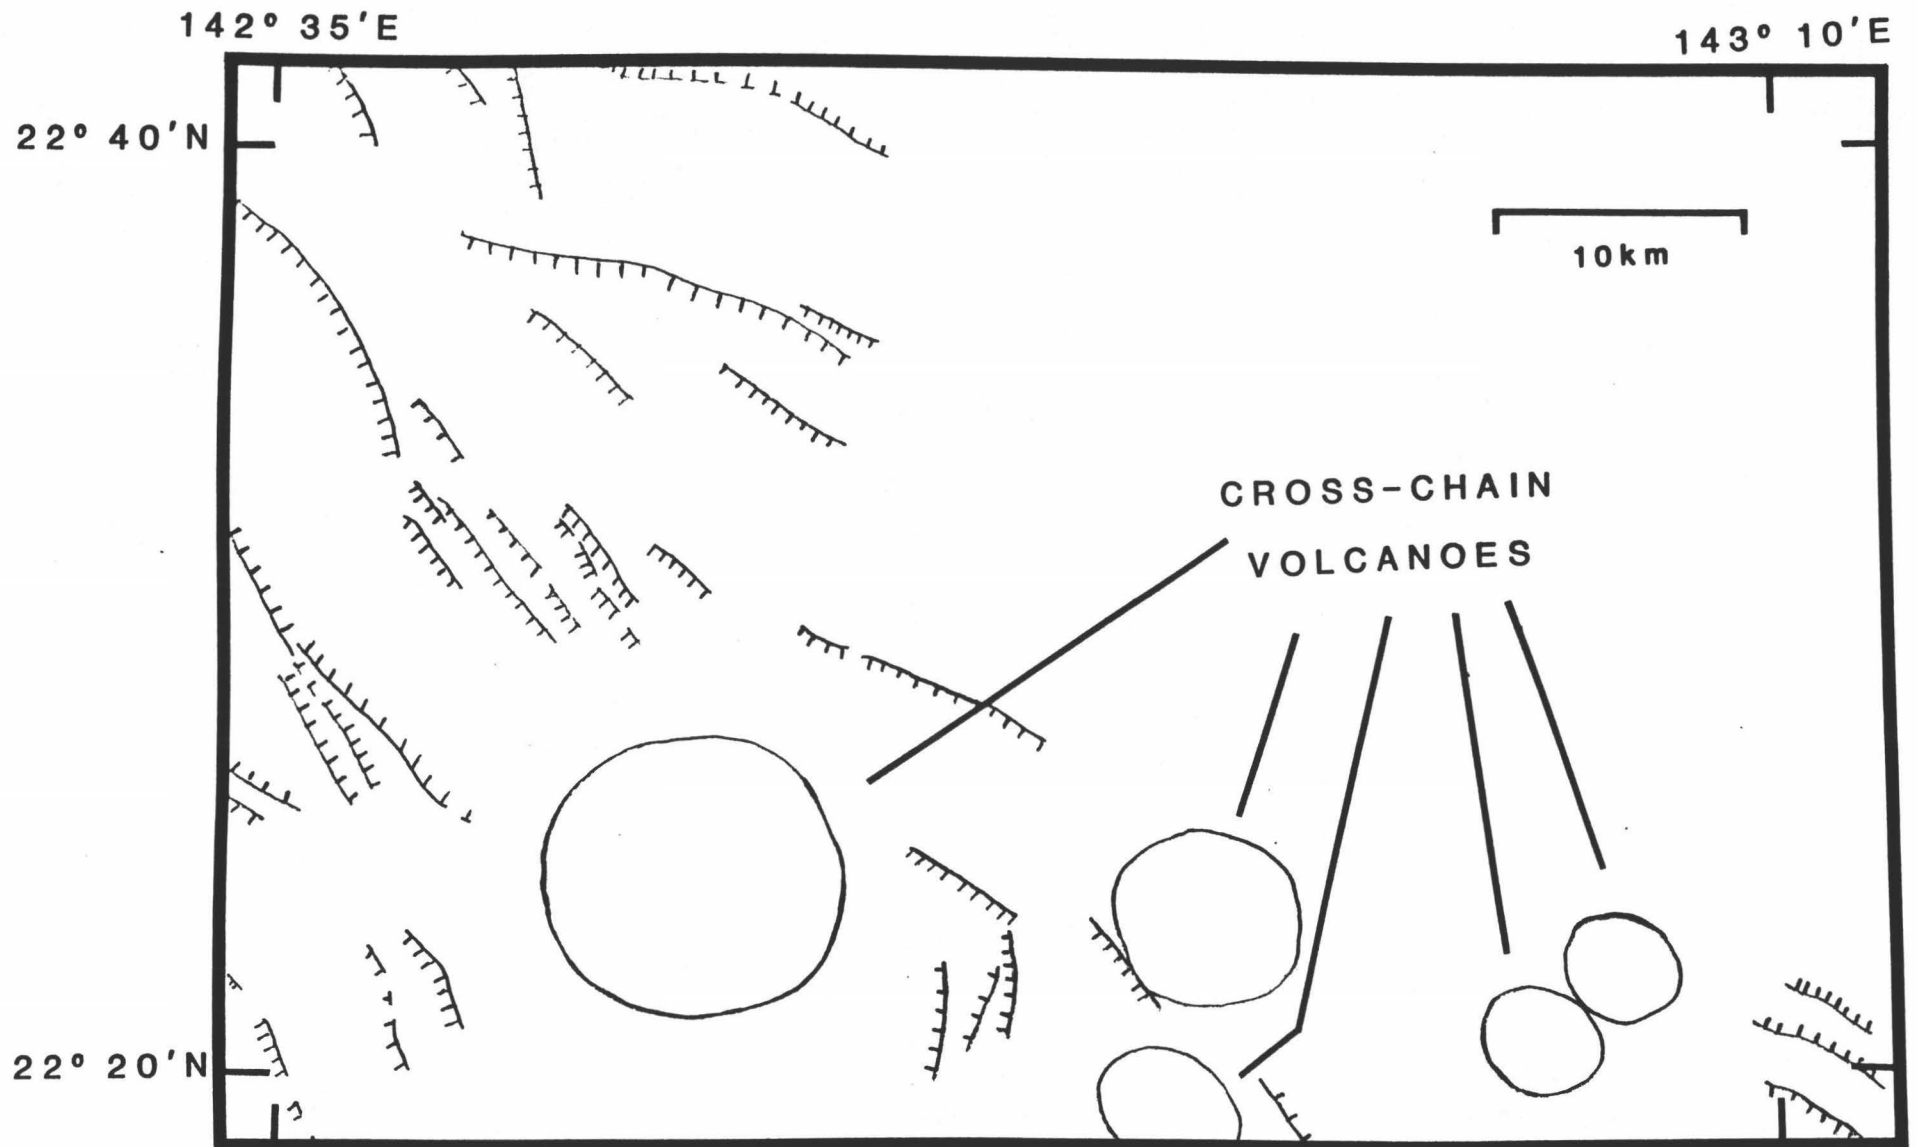 142° 35'E
143° 10'E
22° 40'N
10km
CROSS-CHAIN
VOLCANOES
22° 20'N